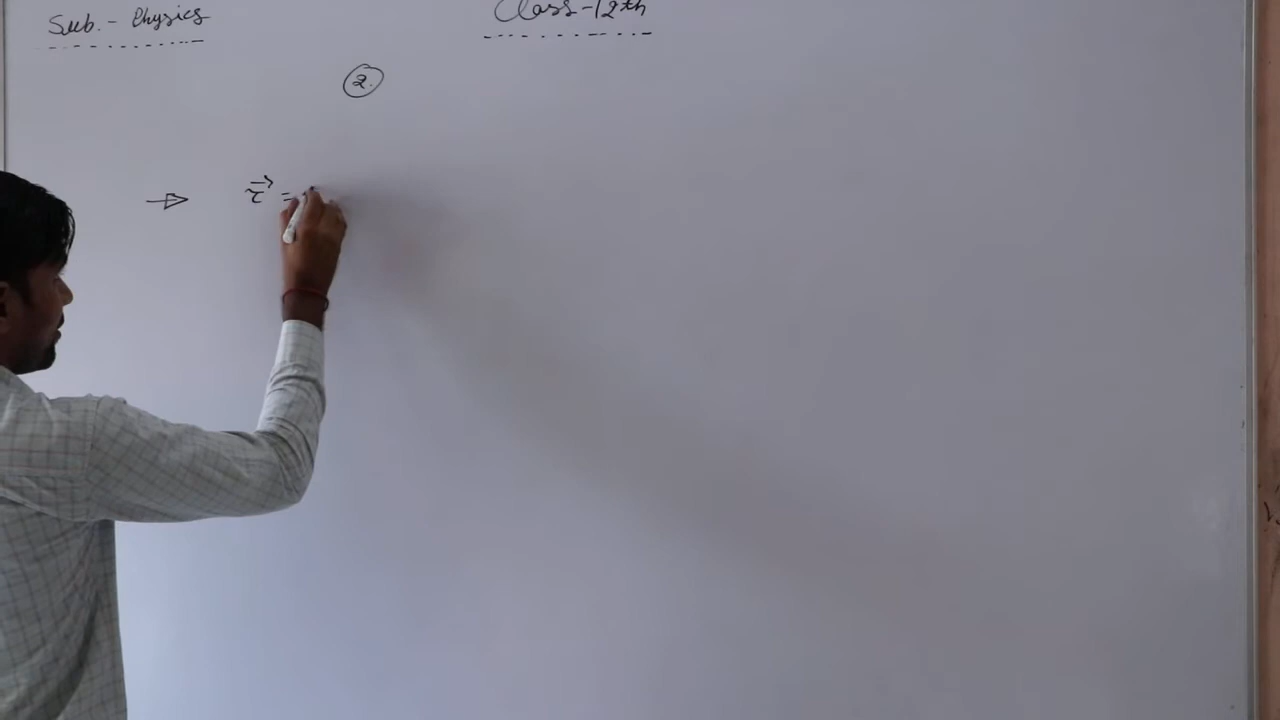 Sub. - Physics
Class - 12th
2.
→ τ⃗ =